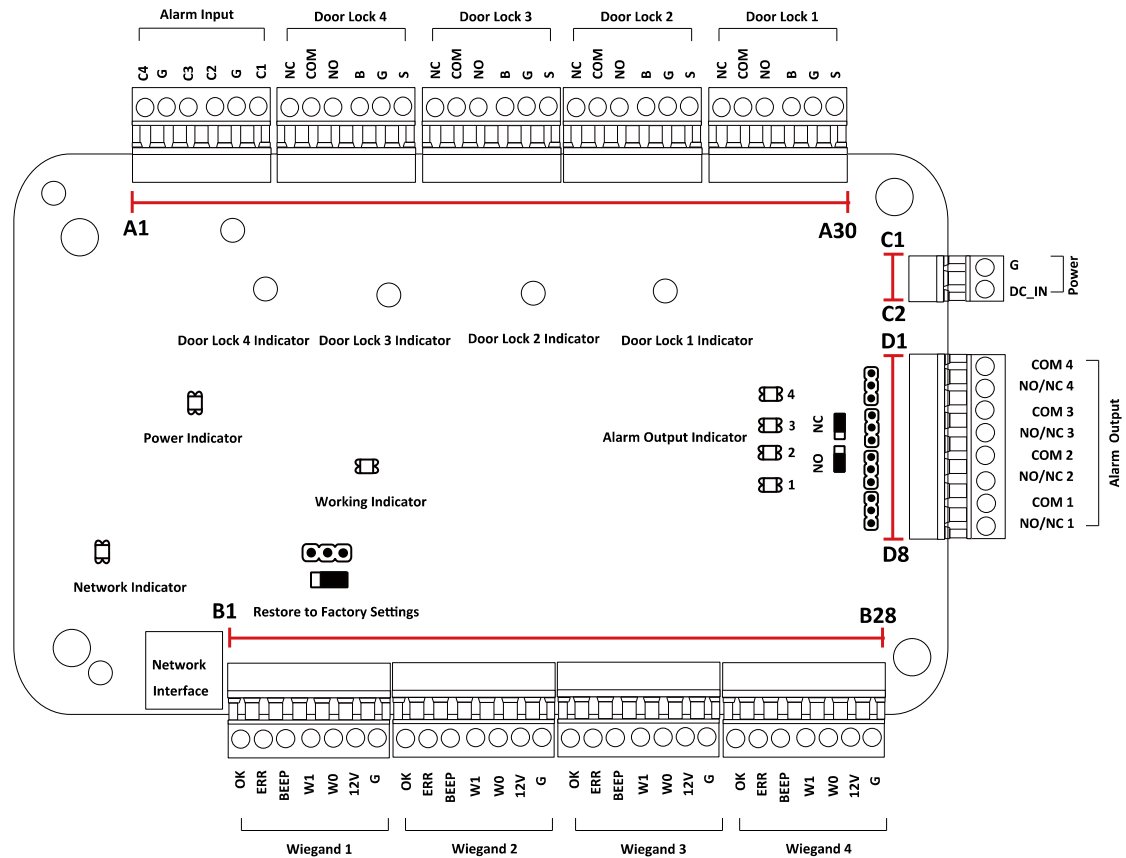 Alarm Input
Door Lock 4
Door Lock 3
Door Lock 2
Door Lock 1
C4 G C3 C2 G C1
NC COM NO B G S
NC COM NO B G S
NC COM NO B G S
NC COM NO B G S
A1
A30
C1
G
DC_IN
Power
C2
D1
Door Lock 4 Indicator
Door Lock 3 Indicator
Door Lock 2 Indicator
Door Lock 1 Indicator
COM 4
NO/NC 4
COM 3
NO/NC 3
COM 2
NO/NC 2
COM 1
NO/NC 1
Alarm Output
4
3
2
1
NC
NO
Alarm Output Indicator
Power Indicator
Working Indicator
D8
Network Indicator
Restore to Factory Settings
B1
B28
Network
Interface
OK ERR BEEP W1 W0 12V G
OK ERR BEEP W1 W0 12V G
OK ERR BEEP W1 W0 12V G
OK ERR BEEP W1 W0 12V G
Wiegand 1
Wiegand 2
Wiegand 3
Wiegand 4